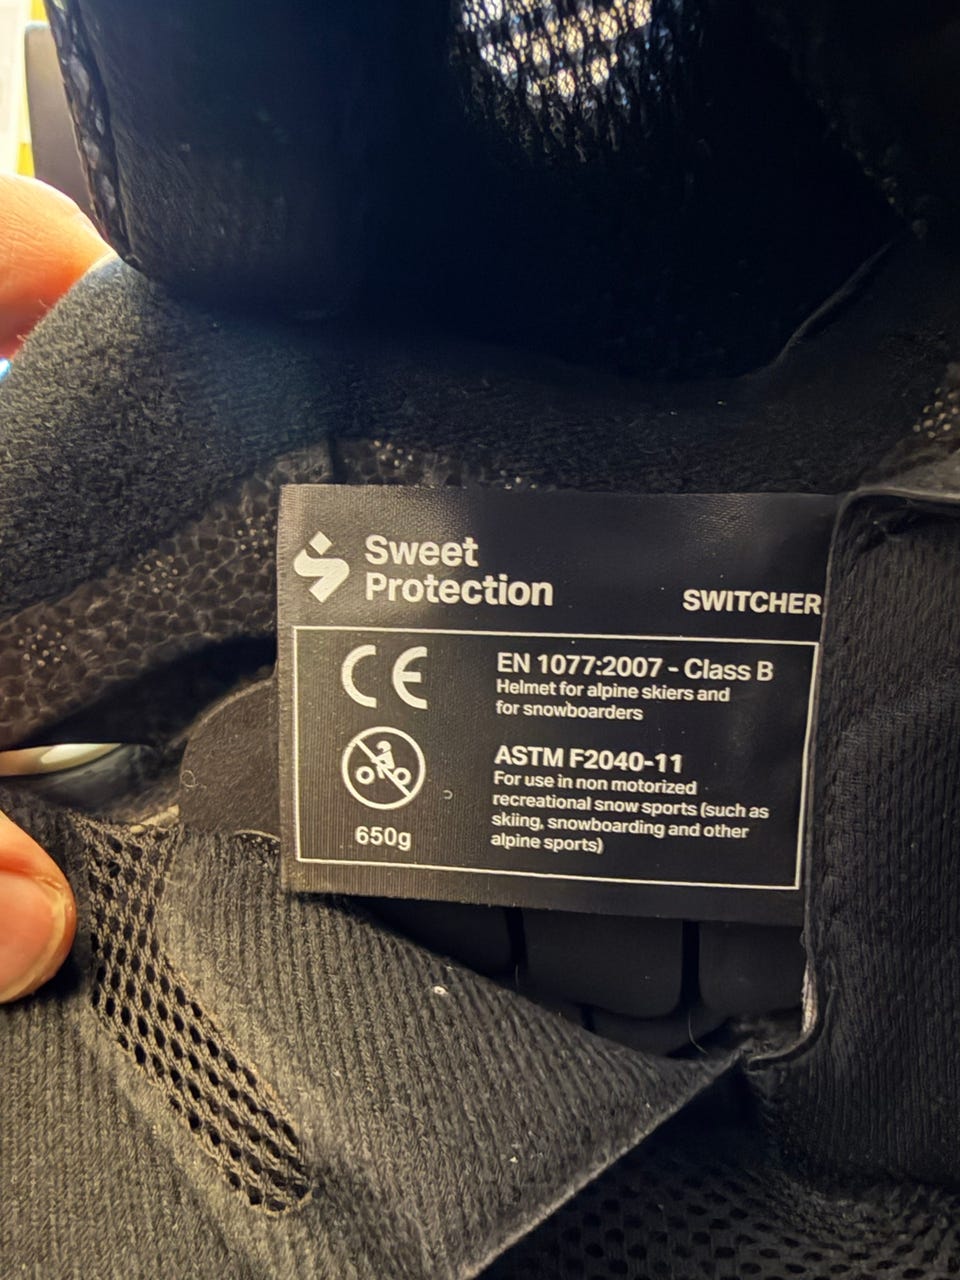 Sweet
Protection
SWITCHER
CE
EN 1077:2007 - Class B
Helmet for alpine skiers and
for snowboarders
ASTM F2040-11
For use in non motorized
recreational snow sports (such as
skiing, snowboarding and other
alpine sports)
650g